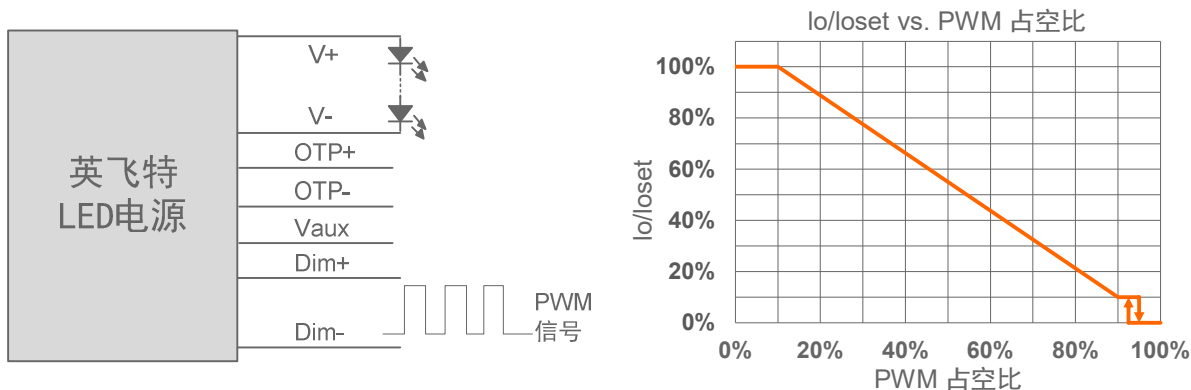 英飞特
LED电源
V+
V-
OTP+
OTP-
Vaux
Dim+
Dim-
PWM
信号
Io/Ioset vs. PWM 占空比
Io/Ioset
100%
80%
60%
40%
20%
0%
0%
20%
40%
60%
80%
100%
PWM 占空比